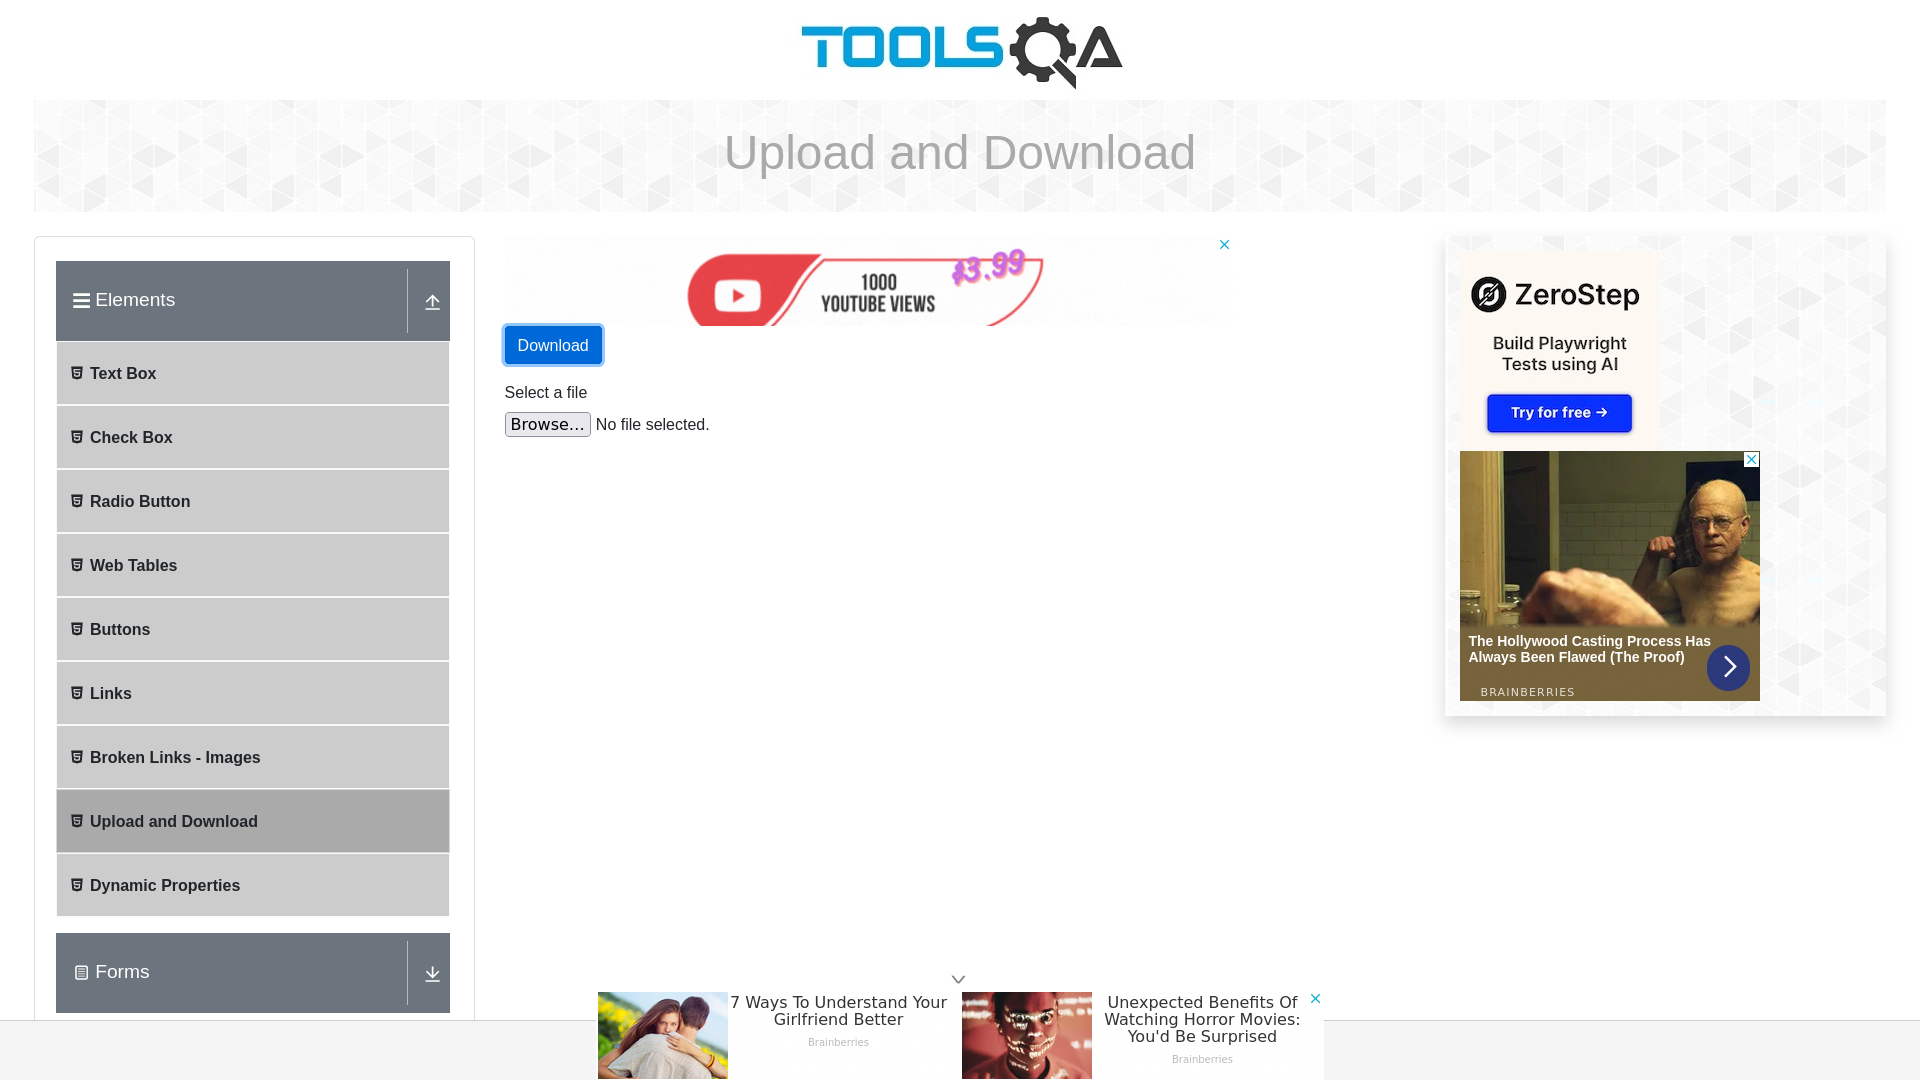 TOOLSQA
Upload and Download
Elements
Text Box
Check Box
Radio Button
Web Tables
Buttons
Links
Broken Links - Images
Upload and Download
Dynamic Properties
Forms
1000
YOUTUBE VIEWS
$3.99
Download
Select a file
Browse... No file selected.
ZeroStep
Build Playwright
Tests using AI
Try for free →
The Hollywood Casting Process Has
Always Been Flawed (The Proof)
BRAINBERRIES
7 Ways To Understand Your
Girlfriend Better
Brainberries
Unexpected Benefits Of
Watching Horror Movies:
You'd Be Surprised
Brainberries